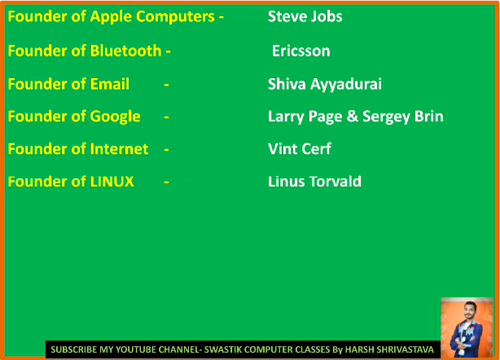 Founder of Apple Computers - Steve Jobs
Founder of Bluetooth - Ericsson
Founder of Email - Shiva Ayyadurai
Founder of Google - Larry Page & Sergey Brin
Founder of Internet - Vint Cerf
Founder of LINUX - Linus Torvald
SUBSCRIBE MY YOUTUBE CHANNEL- SWASTIK COMPUTER CLASSES By HARSH SHRIVASTAVA